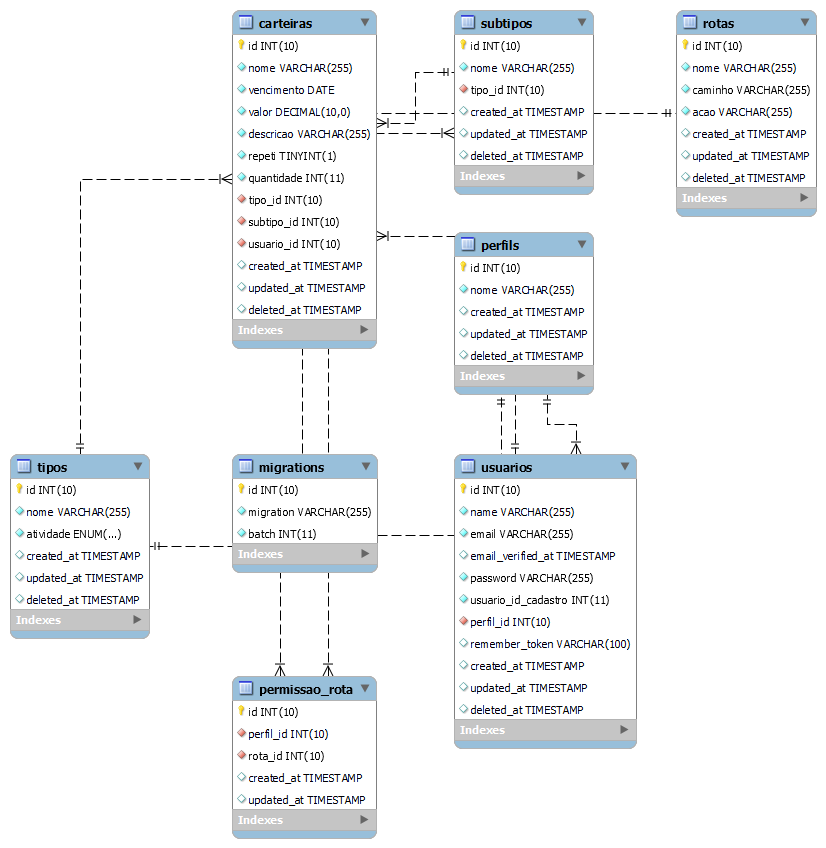 carteiras
id INT(10)
nome VARCHAR(255)
vencimento DATE
valor DECIMAL(10,0)
descricao VARCHAR(255)
repeti TINYINT(1)
quantidade INT(11)
tipo_id INT(10)
subtipo_id INT(10)
usuario_id INT(10)
created_at TIMESTAMP
updated_at TIMESTAMP
deleted_at TIMESTAMP
Indexes
subtipos
id INT(10)
nome VARCHAR(255)
tipo_id INT(10)
created_at TIMESTAMP
updated_at TIMESTAMP
deleted_at TIMESTAMP
Indexes
rotas
id INT(10)
nome VARCHAR(255)
caminho VARCHAR(255)
acao VARCHAR(255)
created_at TIMESTAMP
updated_at TIMESTAMP
deleted_at TIMESTAMP
Indexes
perfils
id INT(10)
nome VARCHAR(255)
created_at TIMESTAMP
updated_at TIMESTAMP
deleted_at TIMESTAMP
Indexes
tipos
id INT(10)
nome VARCHAR(255)
atividade ENUM(...)
created_at TIMESTAMP
updated_at TIMESTAMP
deleted_at TIMESTAMP
Indexes
migrations
id INT(10)
migration VARCHAR(255)
batch INT(11)
Indexes
usuarios
id INT(10)
name VARCHAR(255)
email VARCHAR(255)
email_verified_at TIMESTAMP
password VARCHAR(255)
usuario_id_cadastro INT(11)
perfil_id INT(10)
remember_token VARCHAR(100)
created_at TIMESTAMP
updated_at TIMESTAMP
deleted_at TIMESTAMP
Indexes
permissao_rota
id INT(10)
perfil_id INT(10)
rota_id INT(10)
created_at TIMESTAMP
updated_at TIMESTAMP
Indexes